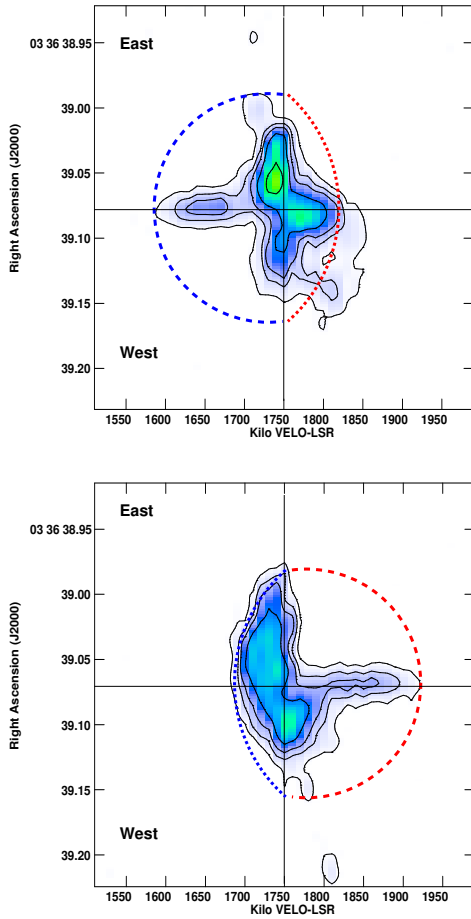 03 36 38.95
East
39.00
39.05
Right Ascension (J2000)
39.10
39.15
39.20
West
1550 1600 1650 1700 1750 1800 1850 1900 1950
Kilo VELO-LSR
03 36 38.95
East
39.00
39.05
Right Ascension (J2000)
39.10
39.15
West
39.20
1550 1600 1650 1700 1750 1800 1850 1900 1950
Kilo VELO-LSR